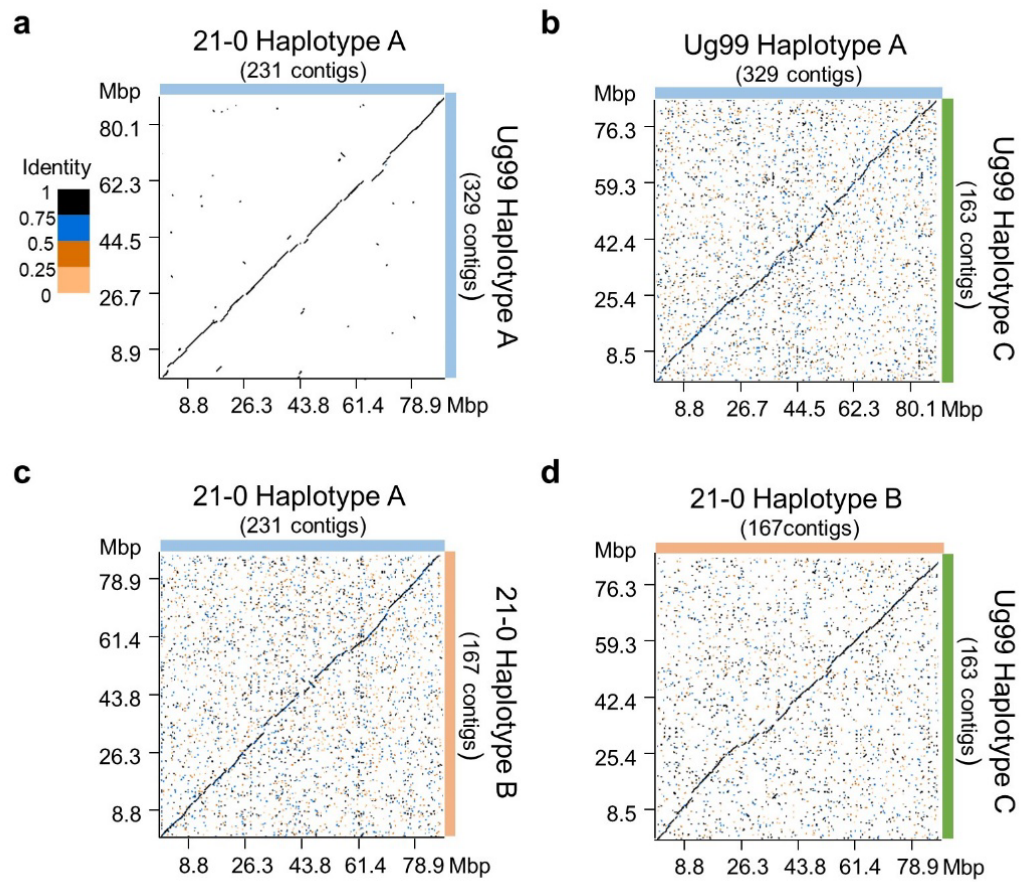 a
21-0 Haplotype A
(231 contigs)
Mbp
80.1
62.3
44.5
26.7
8.9
8.8 26.3 43.8 61.4 78.9 Mbp
Ug99 Haplotype A
(329 contigs)
Identity
1
0.75
0.5
0.25
0
b
Ug99 Haplotype A
(329 contigs)
Mbp
76.3
59.3
42.4
25.4
8.5
8.8 26.7 44.5 62.3 80.1 Mbp
Ug99 Haplotype C
(163 contigs)
c
21-0 Haplotype A
(231 contigs)
Mbp
78.9
61.4
43.8
26.3
8.8
8.8 26.3 43.8 61.4 78.9 Mbp
21-0 Haplotype B
(167 contigs)
d
21-0 Haplotype B
(167contigs)
Mbp
76.3
59.3
42.4
25.4
8.5
8.8 26.3 43.8 61.4 78.9 Mbp
Ug99 Haplotype C
(163 contigs)